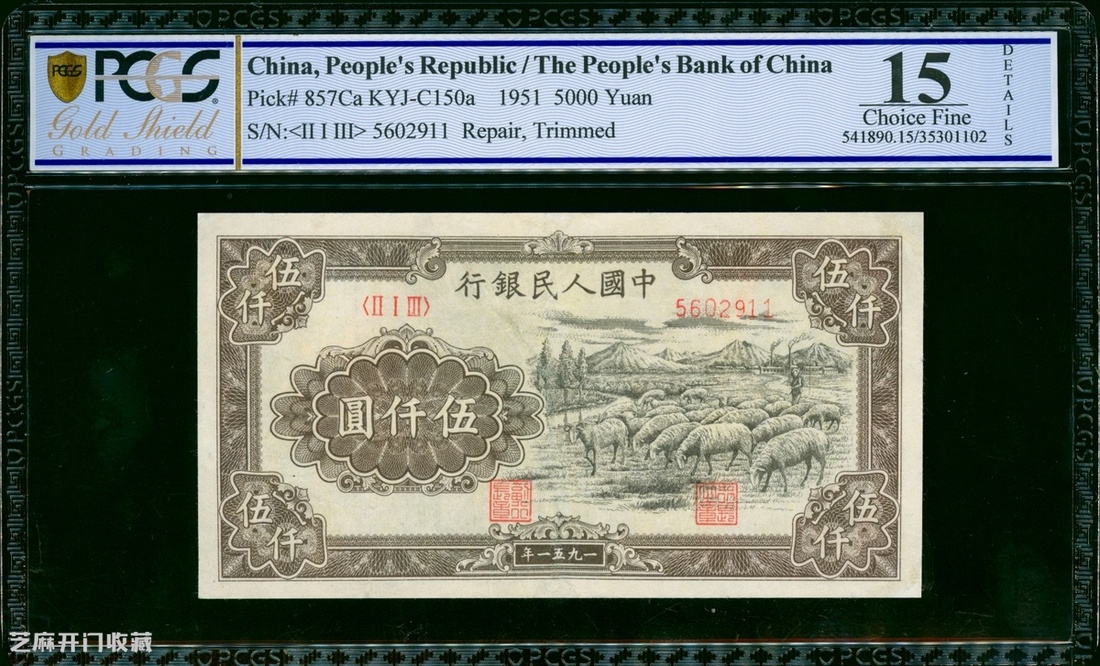 PCGS
Gold Shield
GRADING
China, People's Republic / The People's Bank of China
Pick# 857Ca KYJ-C150a 1951 5000 Yuan
S/N:<II I III> 5602911 Repair, Trimmed
15
Choice Fine
541890.15/35301102
DETAILS
行銀民人國中
〈II I III〉
5602911
伍仟
伍仟
圓仟伍
伍仟
伍仟
年一五九一
芝麻开门收藏